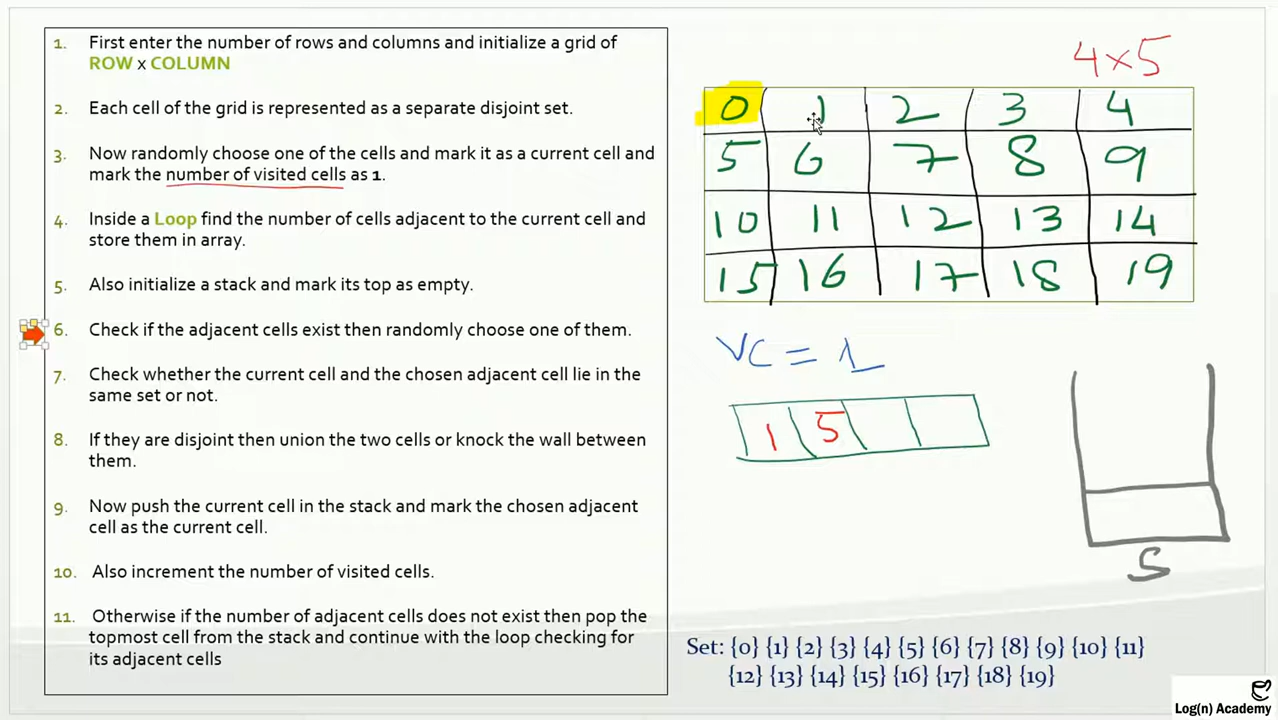 1. First enter the number of rows and columns and initialize a grid of
ROW x COLUMN
2. Each cell of the grid is represented as a separate disjoint set.
3. Now randomly choose one of the cells and mark it as a current cell and
mark the number of visited cells as 1.
4. Inside a Loop find the number of cells adjacent to the current cell and
store them in array.
5. Also initialize a stack and mark its top as empty.
6. Check if the adjacent cells exist then randomly choose one of them.
7. Check whether the current cell and the chosen adjacent cell lie in the
same set or not.
8. If they are disjoint then union the two cells or knock the wall between
them.
9. Now push the current cell in the stack and mark the chosen adjacent
cell as the current cell.
10. Also increment the number of visited cells.
11. Otherwise if the number of adjacent cells does not exist then pop the
topmost cell from the stack and continue with the loop checking for
its adjacent cells
4×5
0 1 2 3 4
5 6 7 8 9
10 11 12 13 14
15 16 17 18 19
VC = 1
1 5
S
Set: {0} {1} {2} {3} {4} {5} {6} {7} {8} {9} {10} {11}
{12} {13} {14} {15} {16} {17} {18} {19}
Log(n) Academy